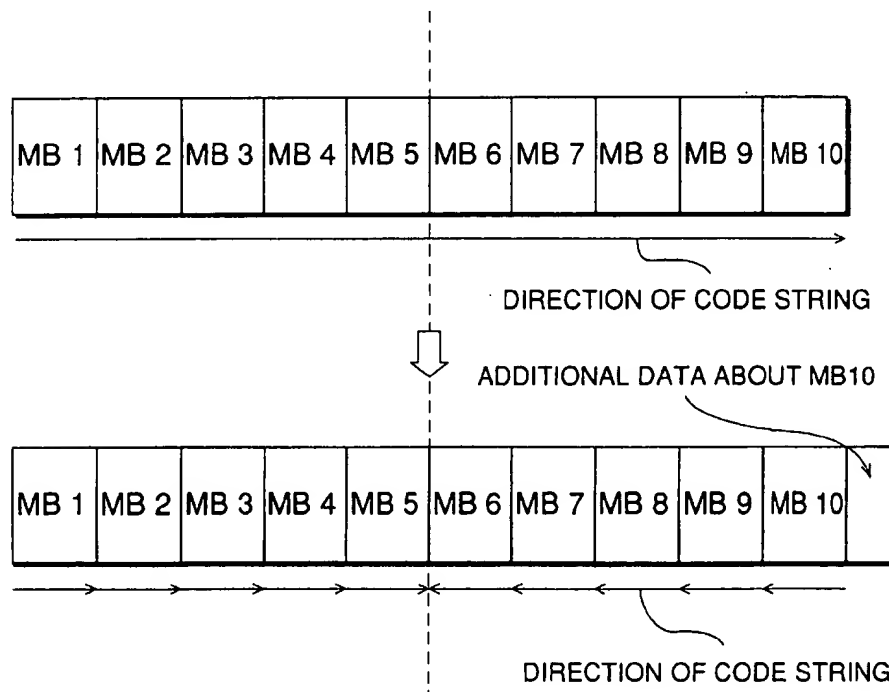 MB 1 MB 2 MB 3 MB 4 MB 5 MB 6 MB 7 MB 8 MB 9 MB 10
DIRECTION OF CODE STRING
ADDITIONAL DATA ABOUT MB10
MB 1 MB 2 MB 3 MB 4 MB 5 MB 6 MB 7 MB 8 MB 9 MB 10
DIRECTION OF CODE STRING